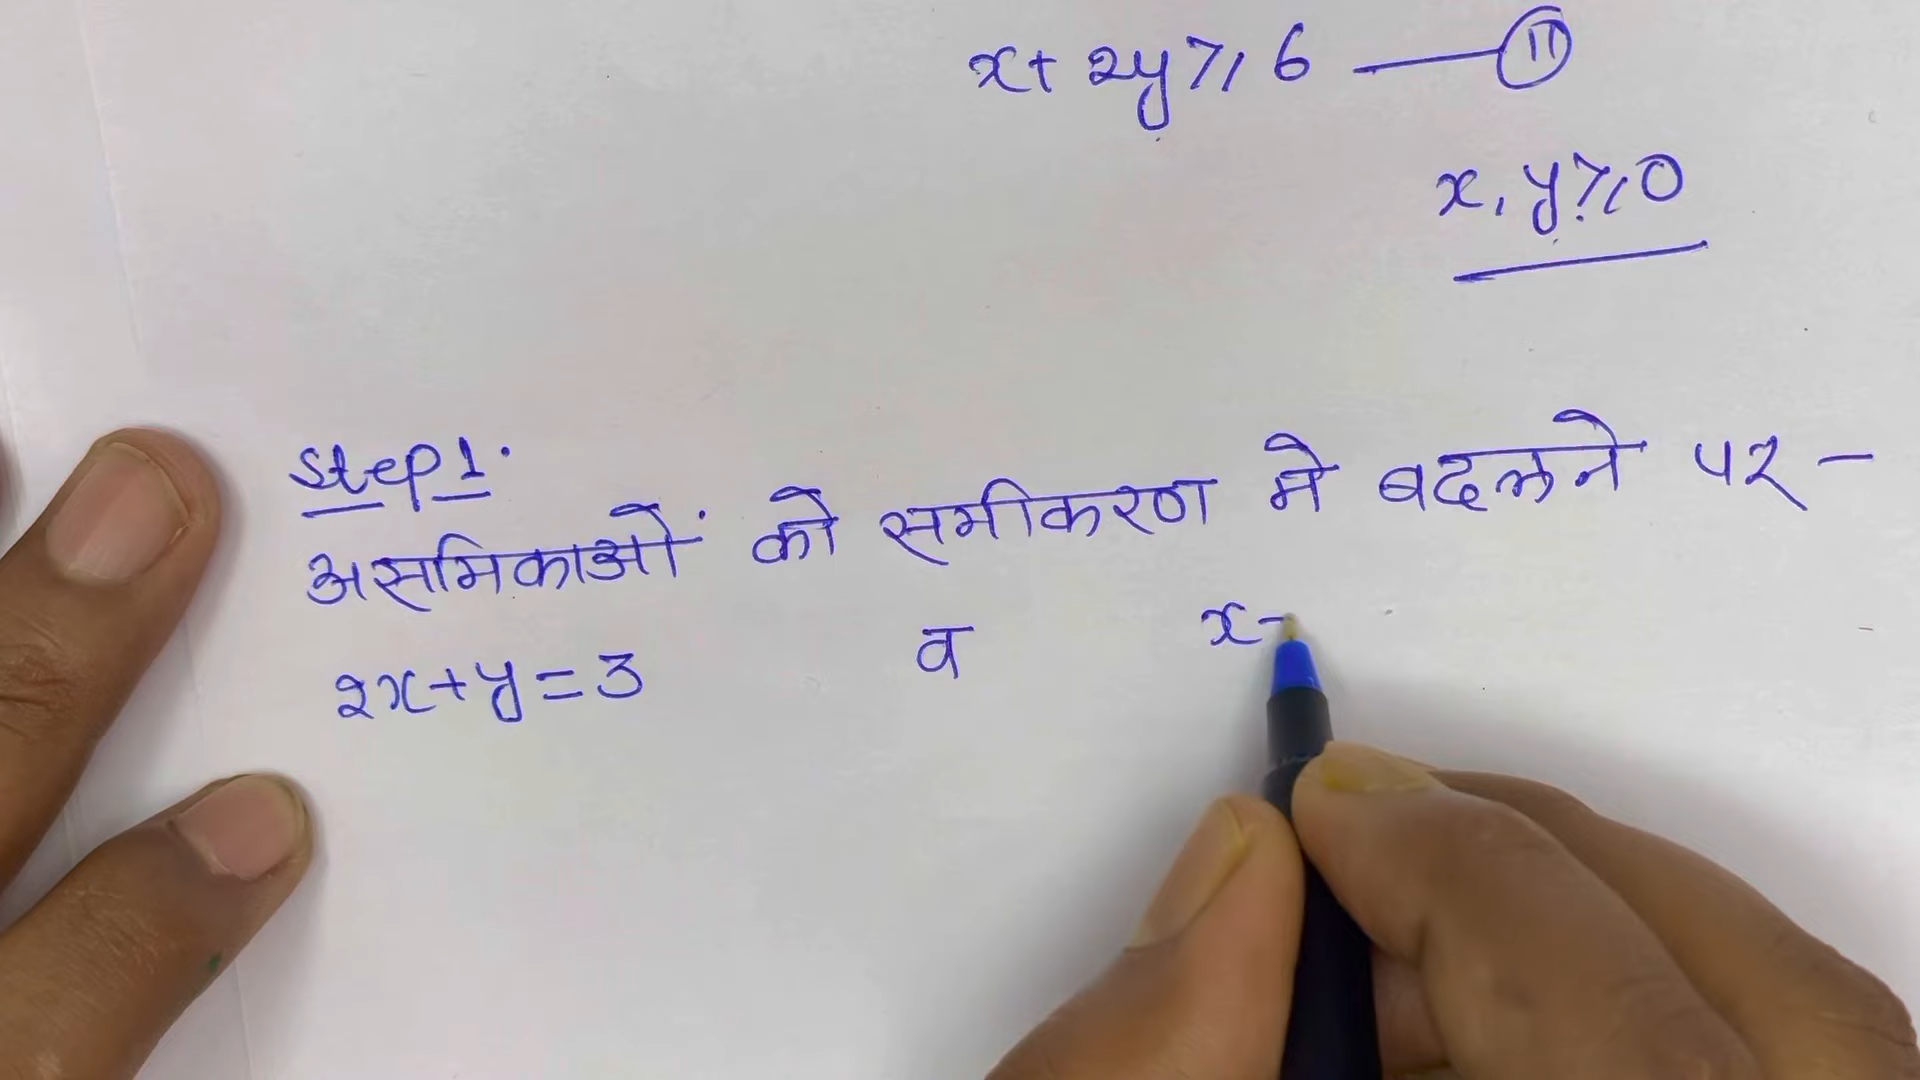 x + 2y ≥ 6 — (II)
x, y ≥ 0
Step 1.
असमिकाओं को समीकरण मे बदलने पर -
2x + y = 3 व x -